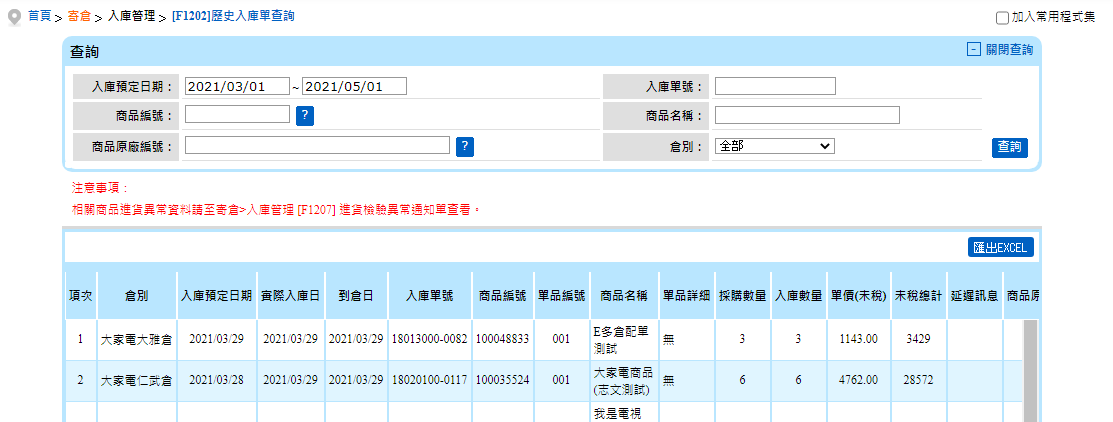 首頁 > 寄倉 > 入庫管理 > [F1202]歷史入庫單查詢
加入常用程式集
查詢
- 關閉查詢
入庫預定日期： 2021/03/01 ~ 2021/05/01 入庫單號：
商品編號： ? 商品名稱：
商品原廠編號： ? 倉別： 全部 查詢
注意事項：
相關商品進貨異常資料請至寄倉>入庫管理 [F1207] 進貨檢驗異常通知單查看。
匯出EXCEL
項次 倉別 入庫預定日期 實際入庫日 到倉日 入庫單號 商品編號 單品編號 商品名稱 單品詳細 採購數量 入庫數量 單價(未稅) 未稅總計 延遲訊息 商品原
1 大家電大雅倉 2021/03/29 2021/03/29 2021/03/29 18013000-0082 100048833 001 E多倉配單 無 3 3 1143.00 3429
測試
2 大家電仁武倉 2021/03/28 2021/03/29 2021/03/29 18020100-0117 100035524 001 大家電商品 無 6 6 4762.00 28572
(志文測試)
我是電視